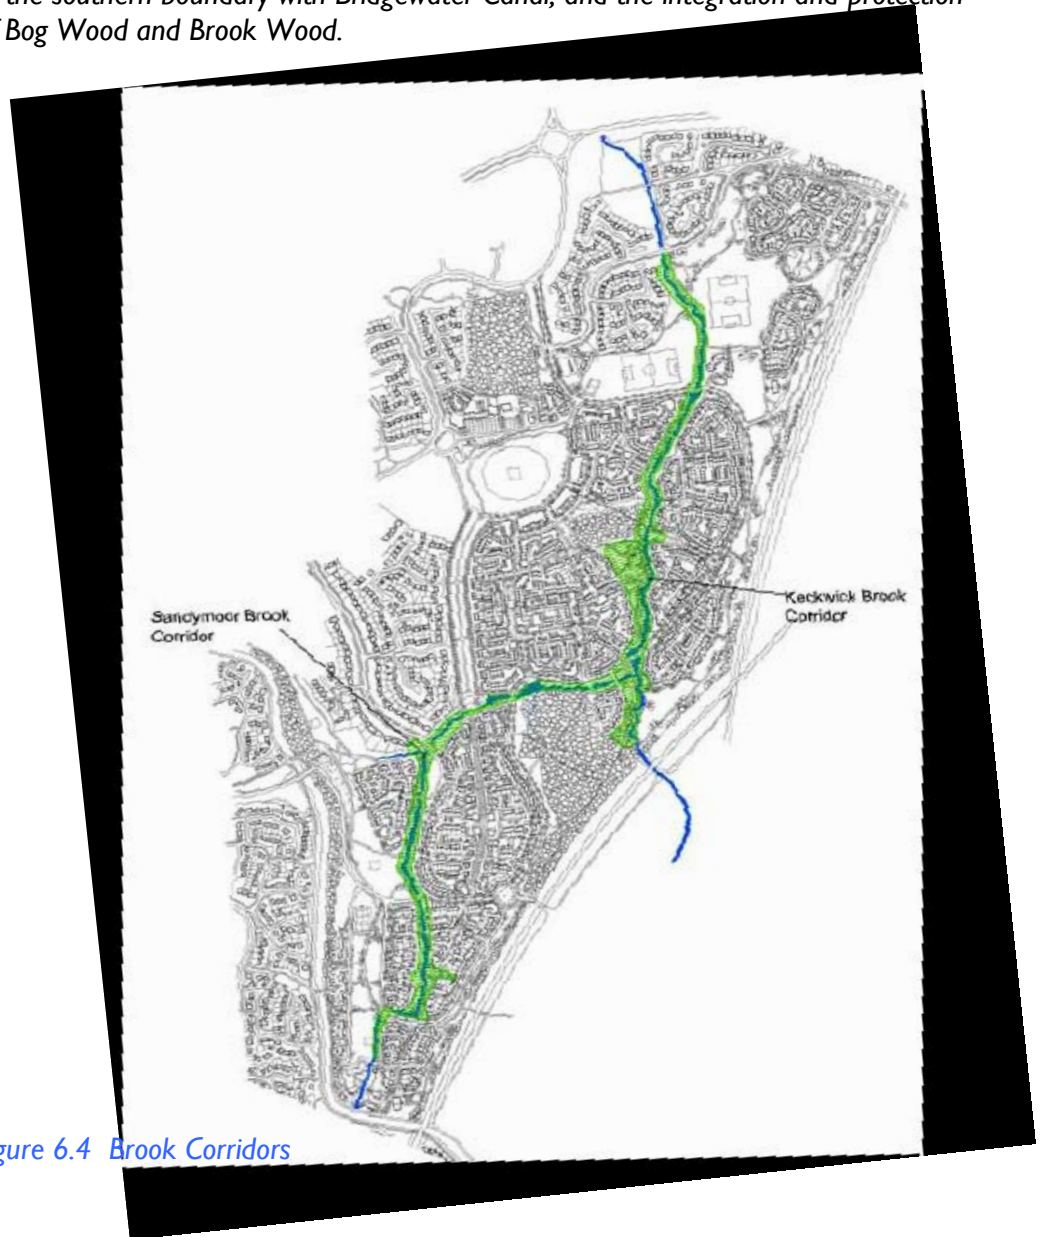 the southern boundary with Bridgewater Canal, and the integration and protection
Bog Wood and Brook Wood.
Sandymoor Brook
Corridor
Keckwick Brook
Corridor
gure 6.4 Brook Corridors